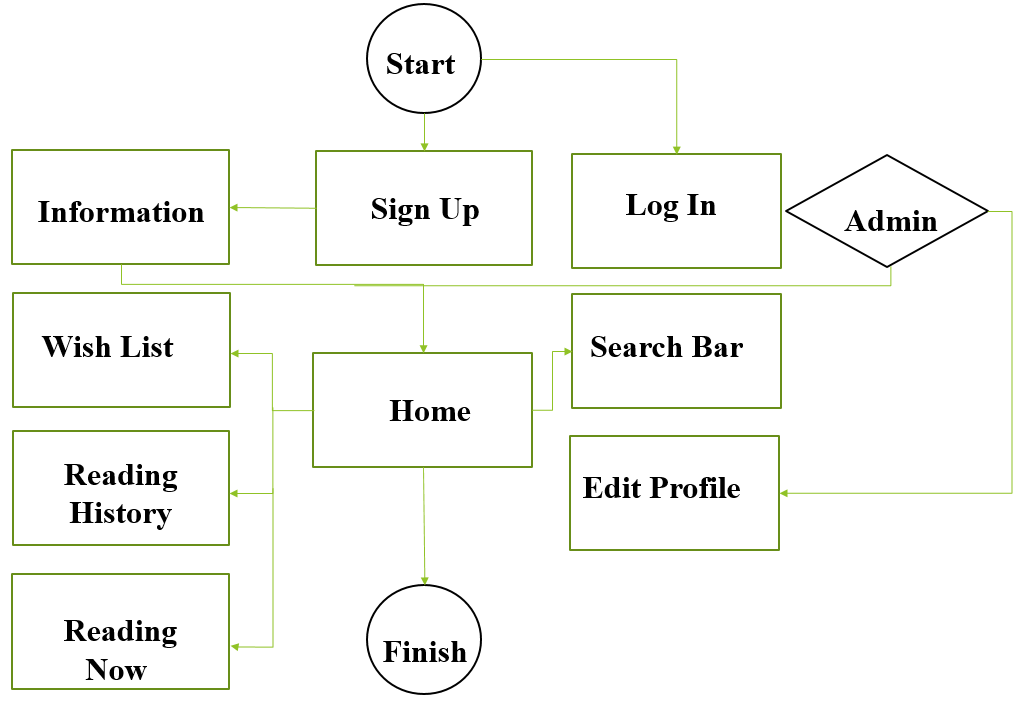 Start
Information
Sign Up
Log In
Admin
Wish List
Search Bar
Home
Reading
History
Edit Profile
Reading
Now
Finish